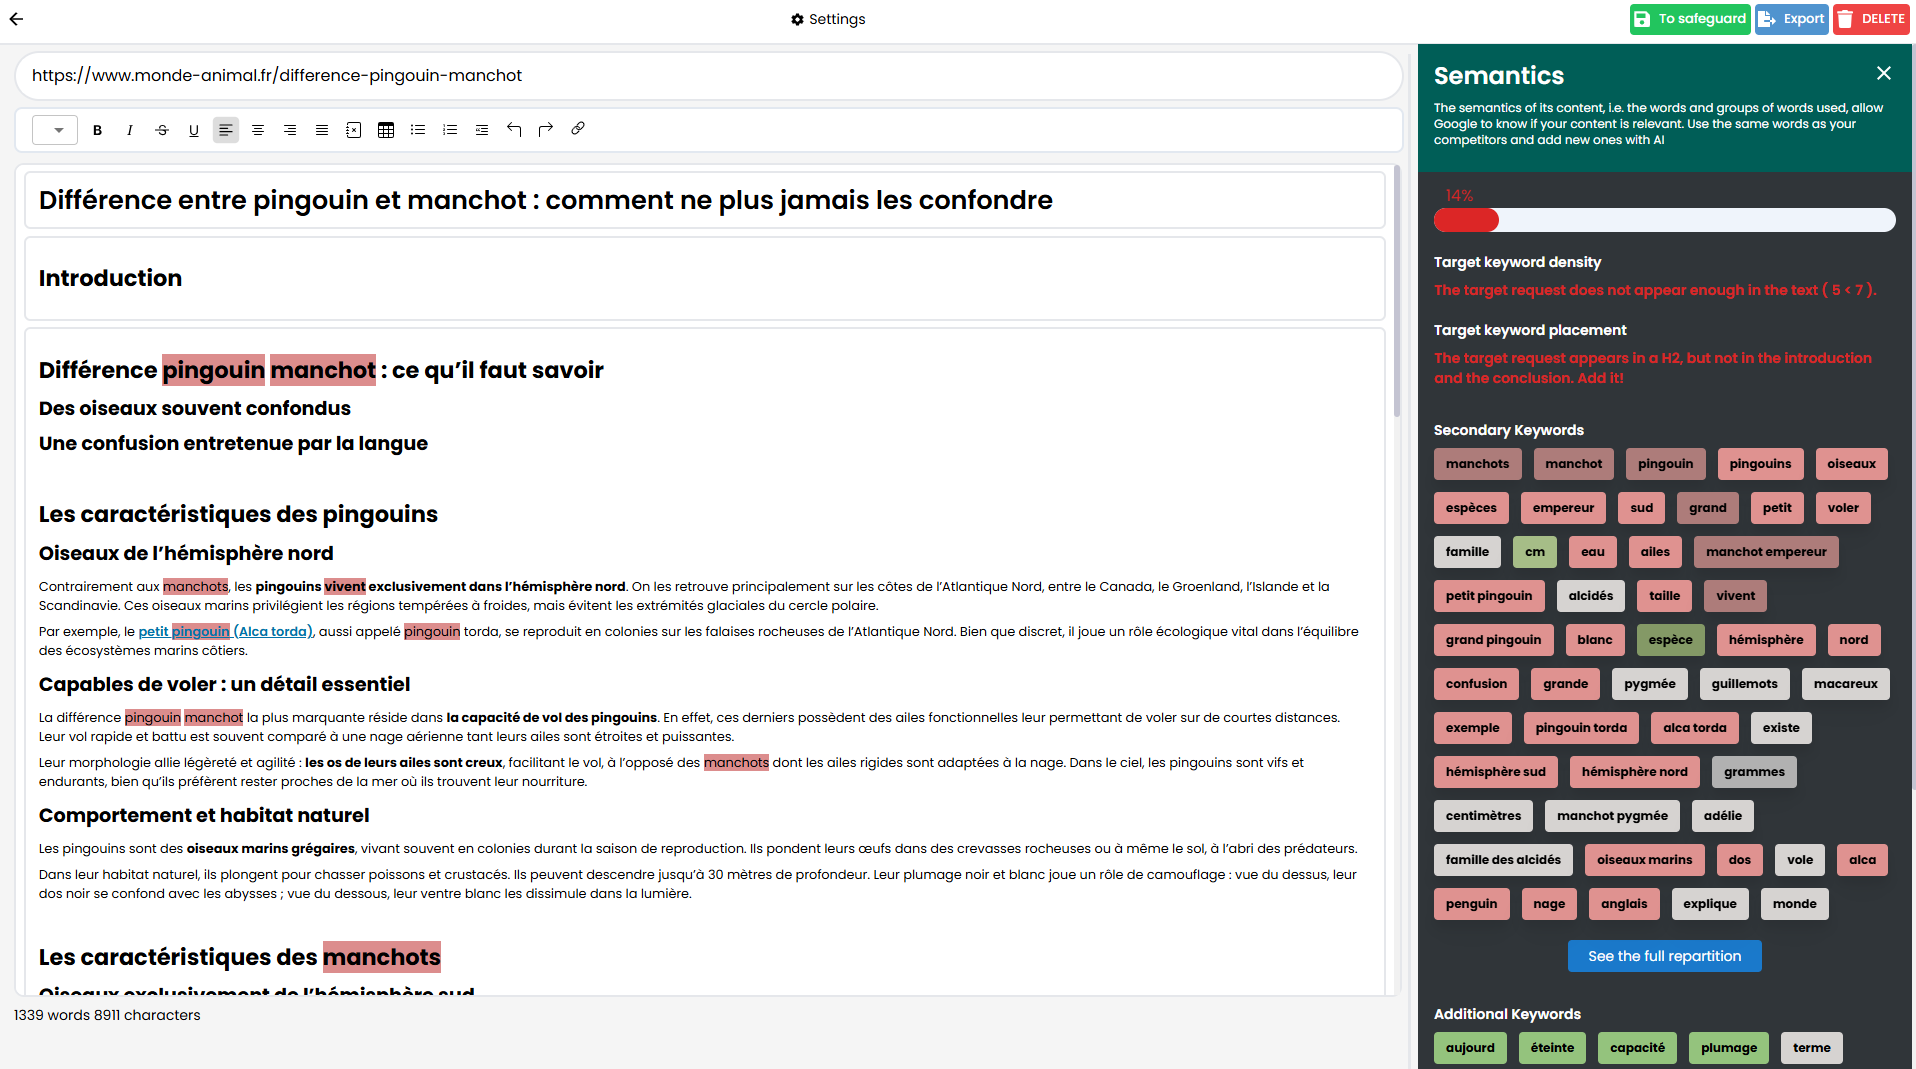 Settings
To safeguard
Export
DELETE
https://www.monde-animal.fr/difference-pingouin-manchot
B I S U
Différence entre pingouin et manchot : comment ne plus jamais les confondre
Introduction
Différence pingouin manchot : ce qu’il faut savoir
Des oiseaux souvent confondus
Une confusion entretenue par la langue
Les caractéristiques des pingouins
Oiseaux de l’hémisphère nord
Contrairement aux manchots, les pingouins vivent exclusivement dans l’hémisphère nord. On les retrouve principalement sur les côtes de l’Atlantique Nord, entre le Canada, le Groenland, l’Islande et la
Scandinavie. Ces oiseaux marins privilégient les régions tempérées à froides, mais évitent les extrémités glaciales du cercle polaire.
Par exemple, le petit pingouin (Alca torda), aussi appelé pingouin torda, se reproduit en colonies sur les falaises rocheuses de l’Atlantique Nord. Bien que discret, il joue un rôle écologique vital dans l’équilibre
des écosystèmes marins côtiers.
Capables de voler : un détail essentiel
La différence pingouin manchot la plus marquante réside dans la capacité de vol des pingouins. En effet, ces derniers possèdent des ailes fonctionnelles leur permettant de voler sur de courtes distances.
Leur vol rapide et battu est souvent comparé à une nage aérienne tant leurs ailes sont étroites et puissantes.
Leur morphologie allie légèreté et agilité : les os de leurs ailes sont creux, facilitant le vol, à l’opposé des manchots dont les ailes rigides sont adaptées à la nage. Dans le ciel, les pingouins sont vifs et
endurants, bien qu’ils préfèrent rester proches de la mer où ils trouvent leur nourriture.
Comportement et habitat naturel
Les pingouins sont des oiseaux marins grégaires, vivant souvent en colonies durant la saison de reproduction. Ils pondent leurs œufs dans des crevasses rocheuses ou à même le sol, à l’abri des prédateurs.
Dans leur habitat naturel, ils plongent pour chasser poissons et crustacés. Ils peuvent descendre jusqu’à 30 mètres de profondeur. Leur plumage noir et blanc joue un rôle de camouflage : vue du dessus, leur
dos noir se confond avec les abysses ; vue du dessous, leur ventre blanc les dissimule dans la lumière.
Les caractéristiques des manchots
Oiseaux exclusivement de l’hémisphère sud
1339 words 8911 characters
Semantics
The semantics of its content, i.e. the words and groups of words used, allow
Google to know if your content is relevant. Use the same words as your
competitors and add new ones with AI
14%
Target keyword density
The target request does not appear enough in the text ( 5 < 7 ).
Target keyword placement
The target request appears in a H2, but not in the introduction
and the conclusion. Add it!
Secondary Keywords
manchots manchot pingouin pingouins oiseaux
espèces empereur sud grand petit voler
famille cm eau ailes manchot empereur
petit pingouin alcidés taille vivent
grand pingouin blanc espèce hémisphère nord
confusion grande pygmée guillemots macareux
exemple pingouin torda alca torda existe
hémisphère sud hémisphère nord grammes
centimètres manchot pygmée adélie
famille des alcidés oiseaux marins dos vole alca
penguin nage anglais explique monde
See the full repartition
Additional Keywords
aujourd éteinte capacité plumage terme